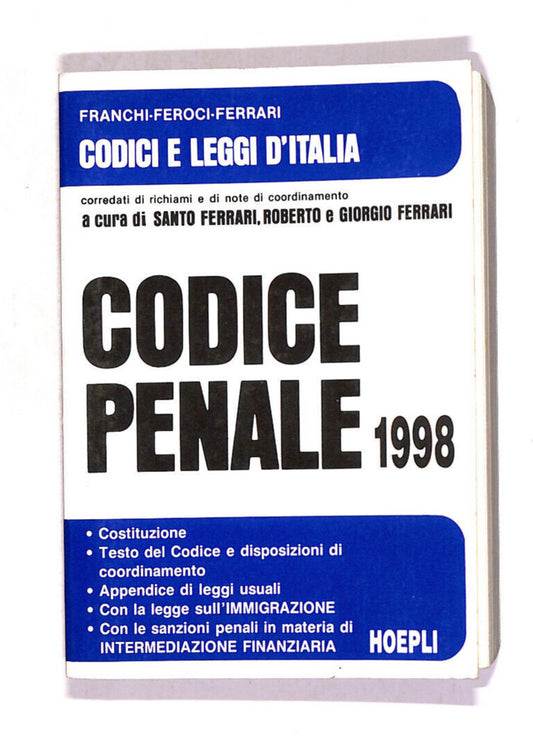 FRANCHI-FEROCI-FERRARI
CODICI E LEGGI D'ITALIA
corredati di richiami e di note di coordinamento
a cura di SANTO FERRARI, ROBERTO e GIORGIO FERRARI
CODICE
PENALE 1998
• Costituzione
• Testo del Codice e disposizioni di
coordinamento
• Appendice di leggi usuali
• Con la legge sull'IMMIGRAZIONE
• Con le sanzioni penali in materia di
INTERMEDIAZIONE FINANZIARIA
HOEPLI